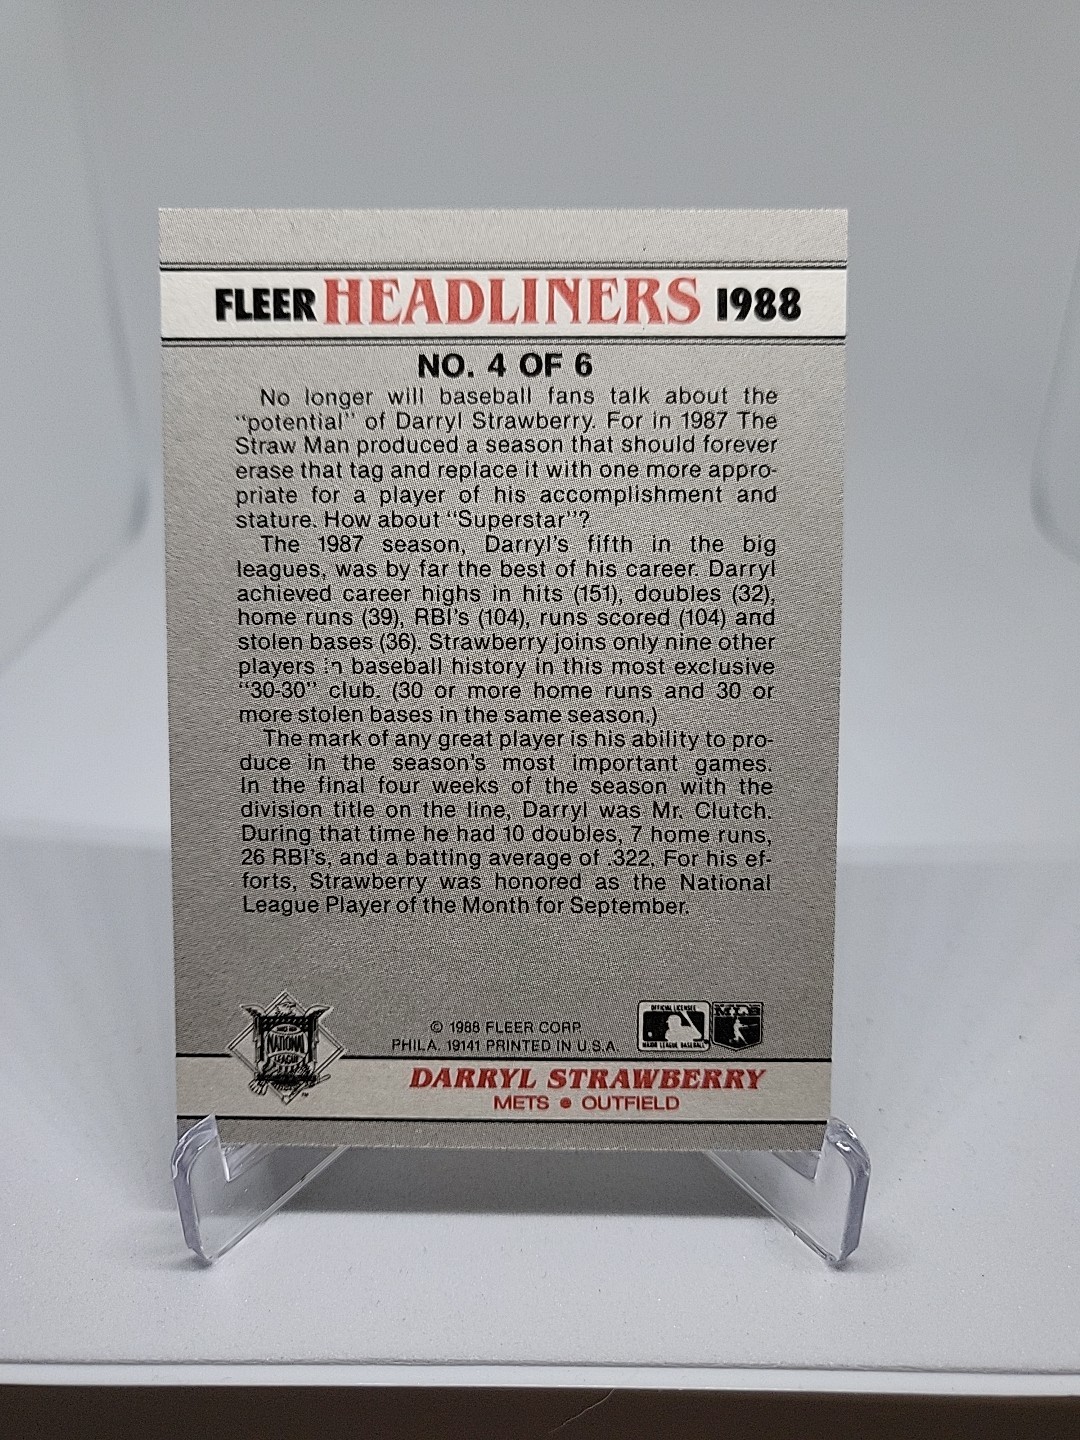 FLEER HEADLINERS 1988
NO. 4 OF 6
No longer will baseball fans talk about the
"potential" of Darryl Strawberry. For in 1987 The
Straw Man produced a season that should forever
erase that tag and replace it with one more appro-
priate for a player of his accomplishment and
stature. How about "Superstar"?
The 1987 season, Darryl's fifth in the big
leagues, was by far the best of his career. Darryl
achieved career highs in hits (151), doubles (32),
home runs (39), RBI's (104), runs scored (104) and
stolen bases (36). Strawberry joins only nine other
players in baseball history in this most exclusive
"30-30" club. (30 or more home runs and 30 or
more stolen bases in the same season.)
The mark of any great player is his ability to pro-
duce in the season's most important games.
In the final four weeks of the season with the
division title on the line, Darryl was Mr. Clutch.
During that time he had 10 doubles, 7 home runs,
26 RBI's, and a batting average of .322. For his ef-
forts, Strawberry was honored as the National
League Player of the Month for September.
NATIONAL
LEAGUE
TM
© 1988 FLEER CORP.
PHILA. 19141 PRINTED IN U.S.A.
OFFICIAL LICENSEE
MAJOR LEAGUE BASEBALL
MLB
DARRYL STRAWBERRY
METS • OUTFIELD